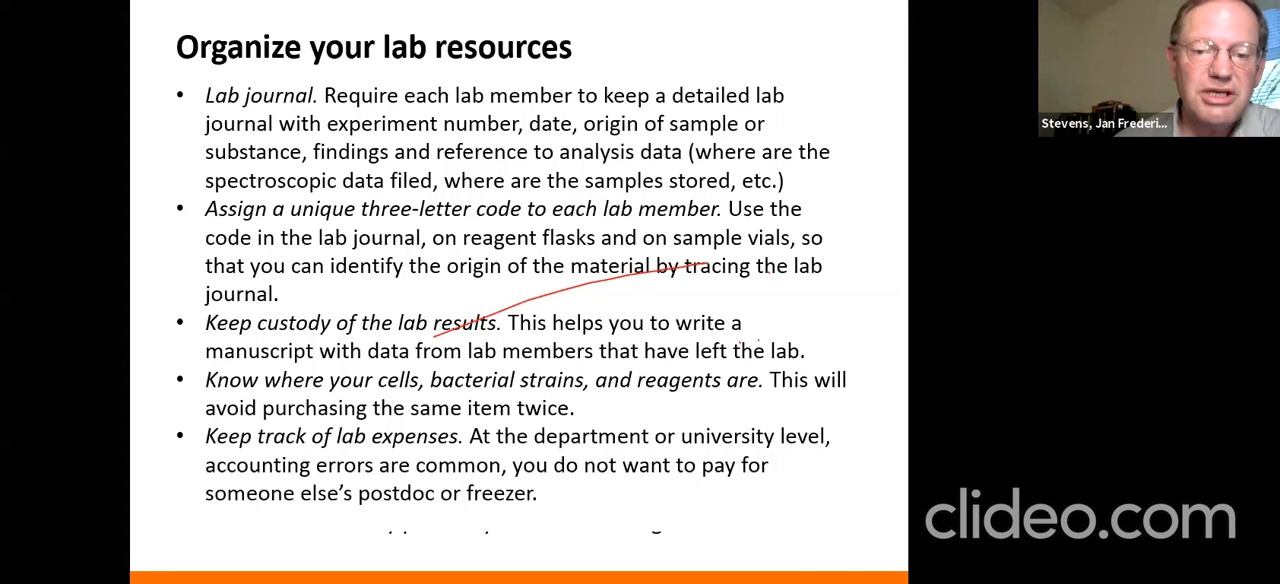 Organize your lab resources
• Lab journal. Require each lab member to keep a detailed lab
journal with experiment number, date, origin of sample or
substance, findings and reference to analysis data (where are the
spectroscopic data filed, where are the samples stored, etc.)
• Assign a unique three-letter code to each lab member. Use the
code in the lab journal, on reagent flasks and on sample vials, so
that you can identify the origin of the material by tracing the lab
journal.
• Keep custody of the lab results. This helps you to write a
manuscript with data from lab members that have left the lab.
• Know where your cells, bacterial strains, and reagents are. This will
avoid purchasing the same item twice.
• Keep track of lab expenses. At the department or university level,
accounting errors are common, you do not want to pay for
someone else’s postdoc or freezer.
Stevens, Jan Frederi...
clideo.com